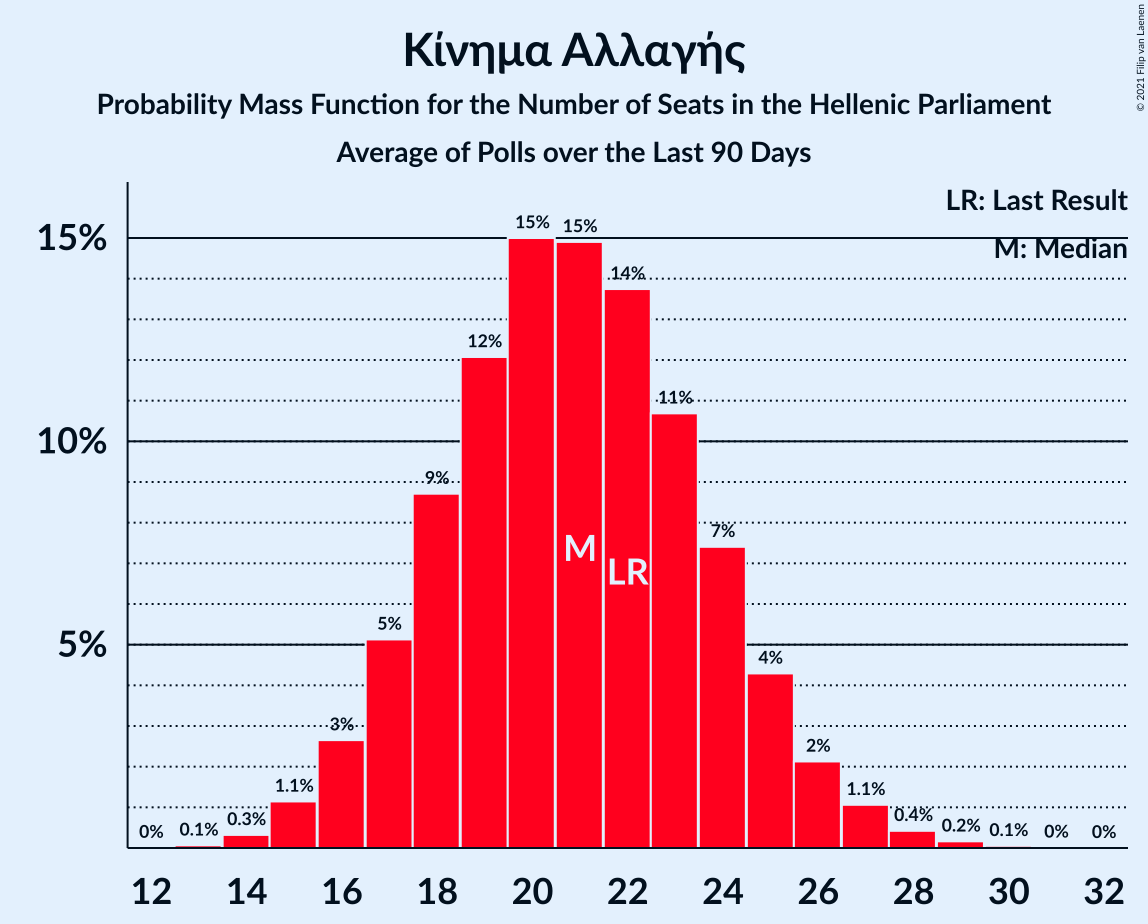 Κίνημα Αλλαγής
Probability Mass Function for the Number of Seats in the Hellenic Parliament
Average of Polls over the Last 90 Days
© 2021 Filip van Laenen
LR: Last Result
M: Median
15%
10%
5%
0%
0.1%
0.3%
1.1%
3%
5%
9%
12%
15%
15%
14%
11%
7%
4%
2%
1.1%
0.4%
0.2%
0.1%
0%
0%
M
LR
12 14 16 18 20 22 24 26 28 30 32